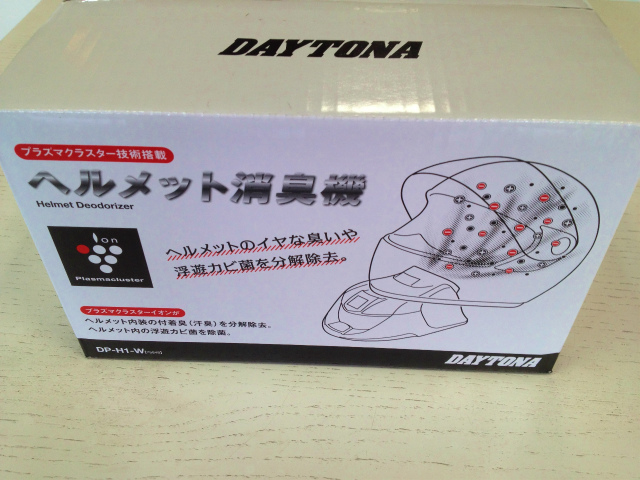 DAYTONA
プラズマクラスター技術搭載
ヘルメット消臭機
Helmet Deodorizer
Ion
Plasmacluster
ヘルメットのイヤな臭いや
浮遊カビ菌を分解除去。
プラズマクラスターイオンが
ヘルメット内装の付着臭(汗臭)を分解除去。
ヘルメット内の浮遊カビ菌を除菌。
DP-H1-W
DAYTONA